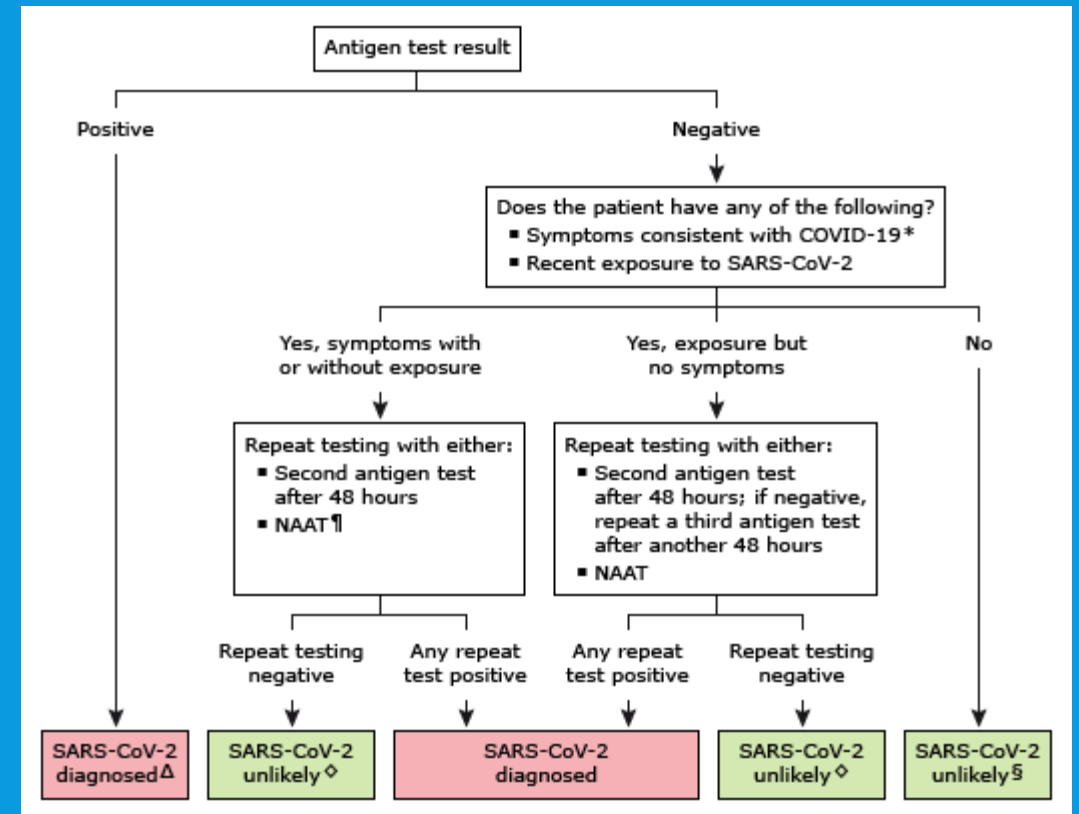 Antigen test result
Positive
Negative
Does the patient have any of the following?
▪ Symptoms consistent with COVID-19*
▪ Recent exposure to SARS-CoV-2
Yes, symptoms with
or without exposure
Yes, exposure but
no symptoms
No
Repeat testing with either:
▪ Second antigen test
after 48 hours
▪ NAAT¶
Repeat testing with either:
▪ Second antigen test
after 48 hours; if negative,
repeat a third antigen test
after another 48 hours
▪ NAAT
Repeat testing
negative
Any repeat
test positive
Any repeat
test positive
Repeat testing
negative
SARS-CoV-2
diagnosedΔ
SARS-CoV-2
unlikely◇
SARS-CoV-2
diagnosed
SARS-CoV-2
unlikely◇
SARS-CoV-2
unlikely§